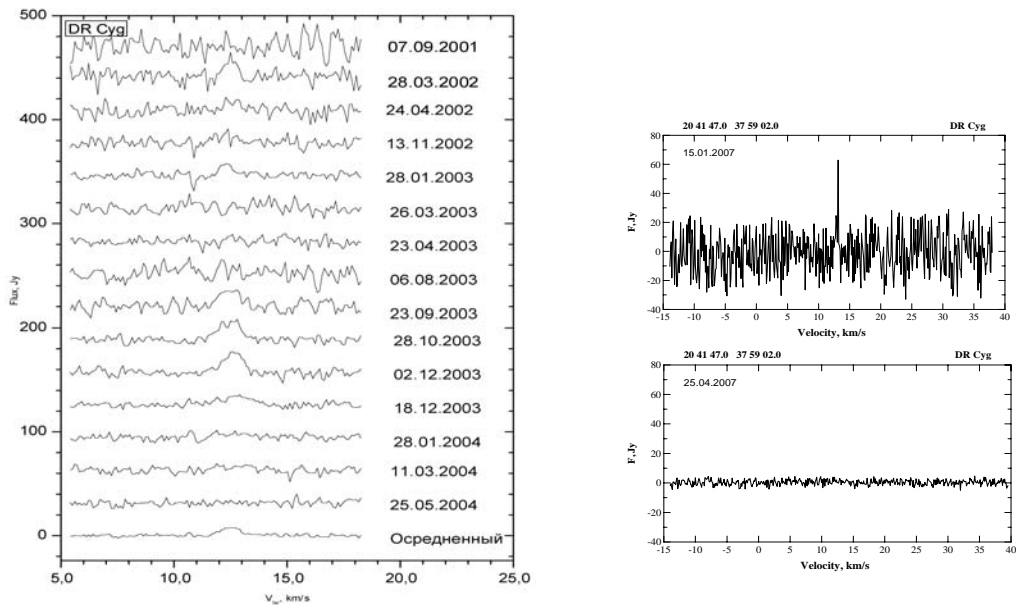 DR Cyg
500
400
300
200
100
0
Flux, Jy
07.09.2001
28.03.2002
24.04.2002
13.11.2002
28.01.2003
26.03.2003
23.04.2003
06.08.2003
23.09.2003
28.10.2003
02.12.2003
18.12.2003
28.01.2004
11.03.2004
25.05.2004
Осредненный
5,0 10,0 15,0 20,0 25,0
km/s
20 41 47.0 37 59 02.0 DR Cyg
15.01.2007
80
60
40
20
0
-20
-40
F, Jy
-15 -10 -5 0 5 10 15 20 25 30 35 40
Velocity, km/s
20 41 47.0 37 59 02.0 DR Cyg
25.04.2007
80
60
40
20
0
-20
-40
F, Jy
-15 -10 -5 0 5 10 15 20 25 30 35 40
Velocity, km/s